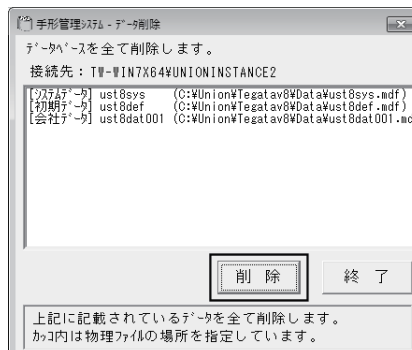 手形管理ｼｽﾃﾑ - ﾃﾞｰﾀ削除
ﾃﾞｰﾀﾍﾞｰｽを全て削除します。
接続先：TW-WIN7X64¥UNIONINSTANCE2
[ｼｽﾃﾑﾃﾞｰﾀ] ust8sys (C:¥Union¥Tegatav8¥Data¥ust8sys.mdf)
[初期ﾃﾞｰﾀ] ust8def (C:¥Union¥Tegatav8¥Data¥ust8def.mdf)
[会社ﾃﾞｰﾀ] ust8dat001 (C:¥Union¥Tegatav8¥Data¥ust8dat001.md
削 除
終 了
上記に記載されているﾃﾞｰﾀを全て削除します。
ｶｯｺ内は物理ﾌｧｲﾙの場所を指定しています。